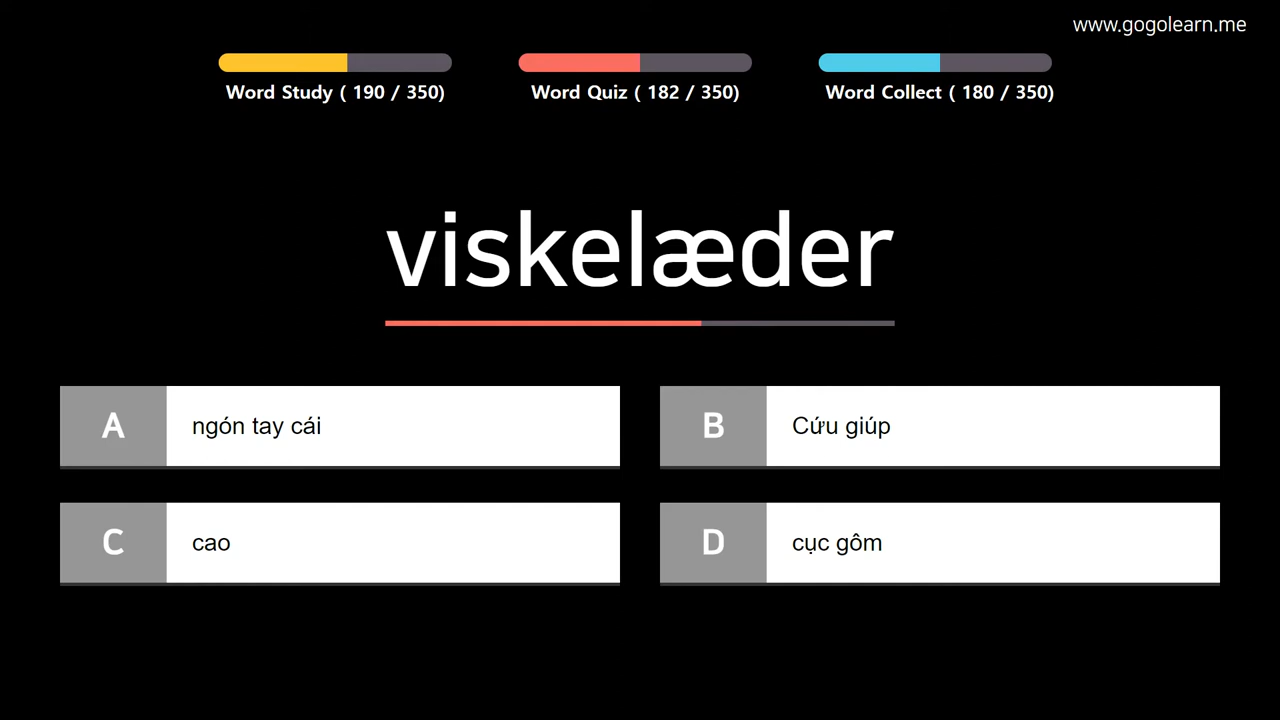 www.gogolearn.me
Word Study ( 190 / 350)
Word Quiz ( 182 / 350)
Word Collect ( 180 / 350)
viskelæder
A ngón tay cái
B Cứu giúp
C cao
D cục gôm